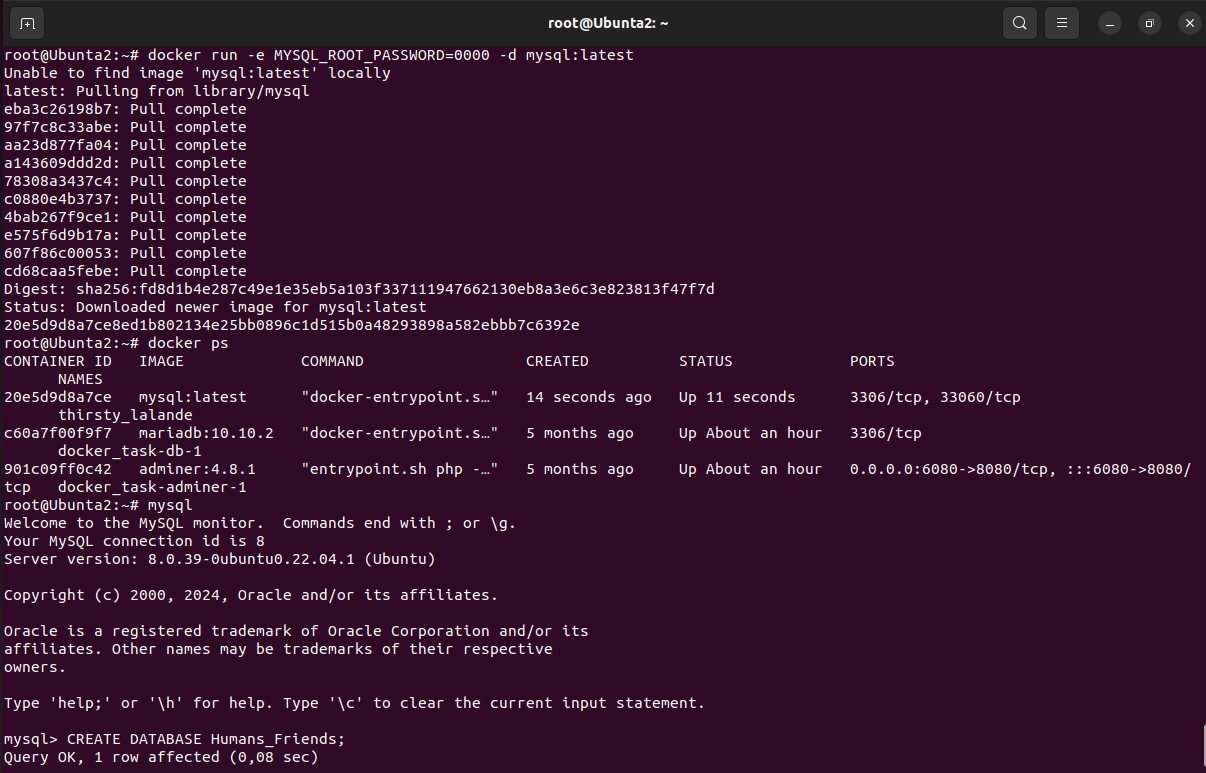 root@Ubunta2: ~
root@Ubunta2:~# docker run -e MYSQL_ROOT_PASSWORD=0000 -d mysql:latest
Unable to find image 'mysql:latest' locally
latest: Pulling from library/mysql
eba3c26198b7: Pull complete
97f7c8c33abe: Pull complete
aa23d877fa04: Pull complete
a143609ddd2d: Pull complete
78308a3437c4: Pull complete
c0880e4b3737: Pull complete
4bab267f9ce1: Pull complete
e575f6d9b17a: Pull complete
607f86c00053: Pull complete
cd68caa5febe: Pull complete
Digest: sha256:fd8d1b4e287c49e1e35eb5a103f337111947662130eb8a3e6c3e823813f47f7d
Status: Downloaded newer image for mysql:latest
20e5d9d8a7ce8ed1b802134e25bb0896c1d515b0a48293898a582ebbb7c6392e
root@Ubunta2:~# docker ps
CONTAINER ID   IMAGE             COMMAND                  CREATED          STATUS             PORTS
      NAMES
20e5d9d8a7ce   mysql:latest      "docker-entrypoint.s…"   14 seconds ago   Up 11 seconds      3306/tcp, 33060/tcp
      thirsty_lalande
c60a7f00f9f7   mariadb:10.10.2   "docker-entrypoint.s…"   5 months ago     Up About an hour   3306/tcp
      docker_task-db-1
901c09ff0c42   adminer:4.8.1     "entrypoint.sh php -…"   5 months ago     Up About an hour   0.0.0.0:6080->8080/tcp, :::6080->8080/
tcp   docker_task-adminer-1
root@Ubunta2:~# mysql
Welcome to the MySQL monitor.  Commands end with ; or \g.
Your MySQL connection id is 8
Server version: 8.0.39-0ubuntu0.22.04.1 (Ubuntu)

Copyright (c) 2000, 2024, Oracle and/or its affiliates.

Oracle is a registered trademark of Oracle Corporation and/or its
affiliates. Other names may be trademarks of their respective
owners.

Type 'help;' or '\h' for help. Type '\c' to clear the current input statement.

mysql> CREATE DATABASE Humans_Friends;
Query OK, 1 row affected (0,08 sec)